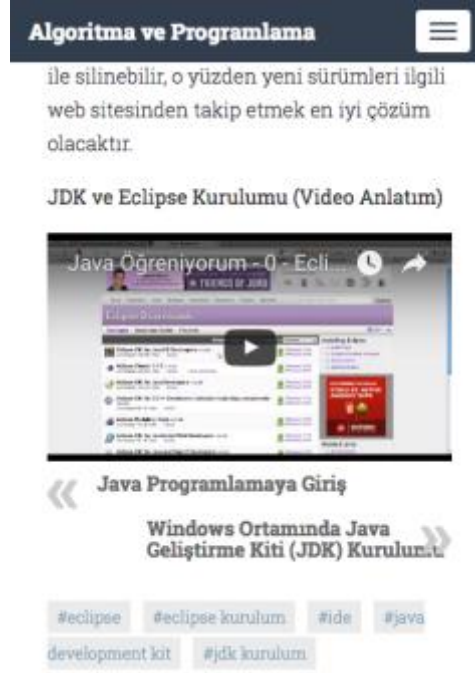 Algoritma ve Programlama
ile silinebilir, o yüzden yeni sürümleri ilgili
web sitesinden takip etmek en iyi çözüm
olacaktır.
JDK ve Eclipse Kurulumu (Video Anlatım)
Java Öğreniyorum - 0 - Ecli...
Java Programlamaya Giriş
Windows Ortamında Java
Geliştirme Kiti (JDK) Kurulumu
#eclipse #eclipse kurulum #ide #java
development kit #jdk kurulum